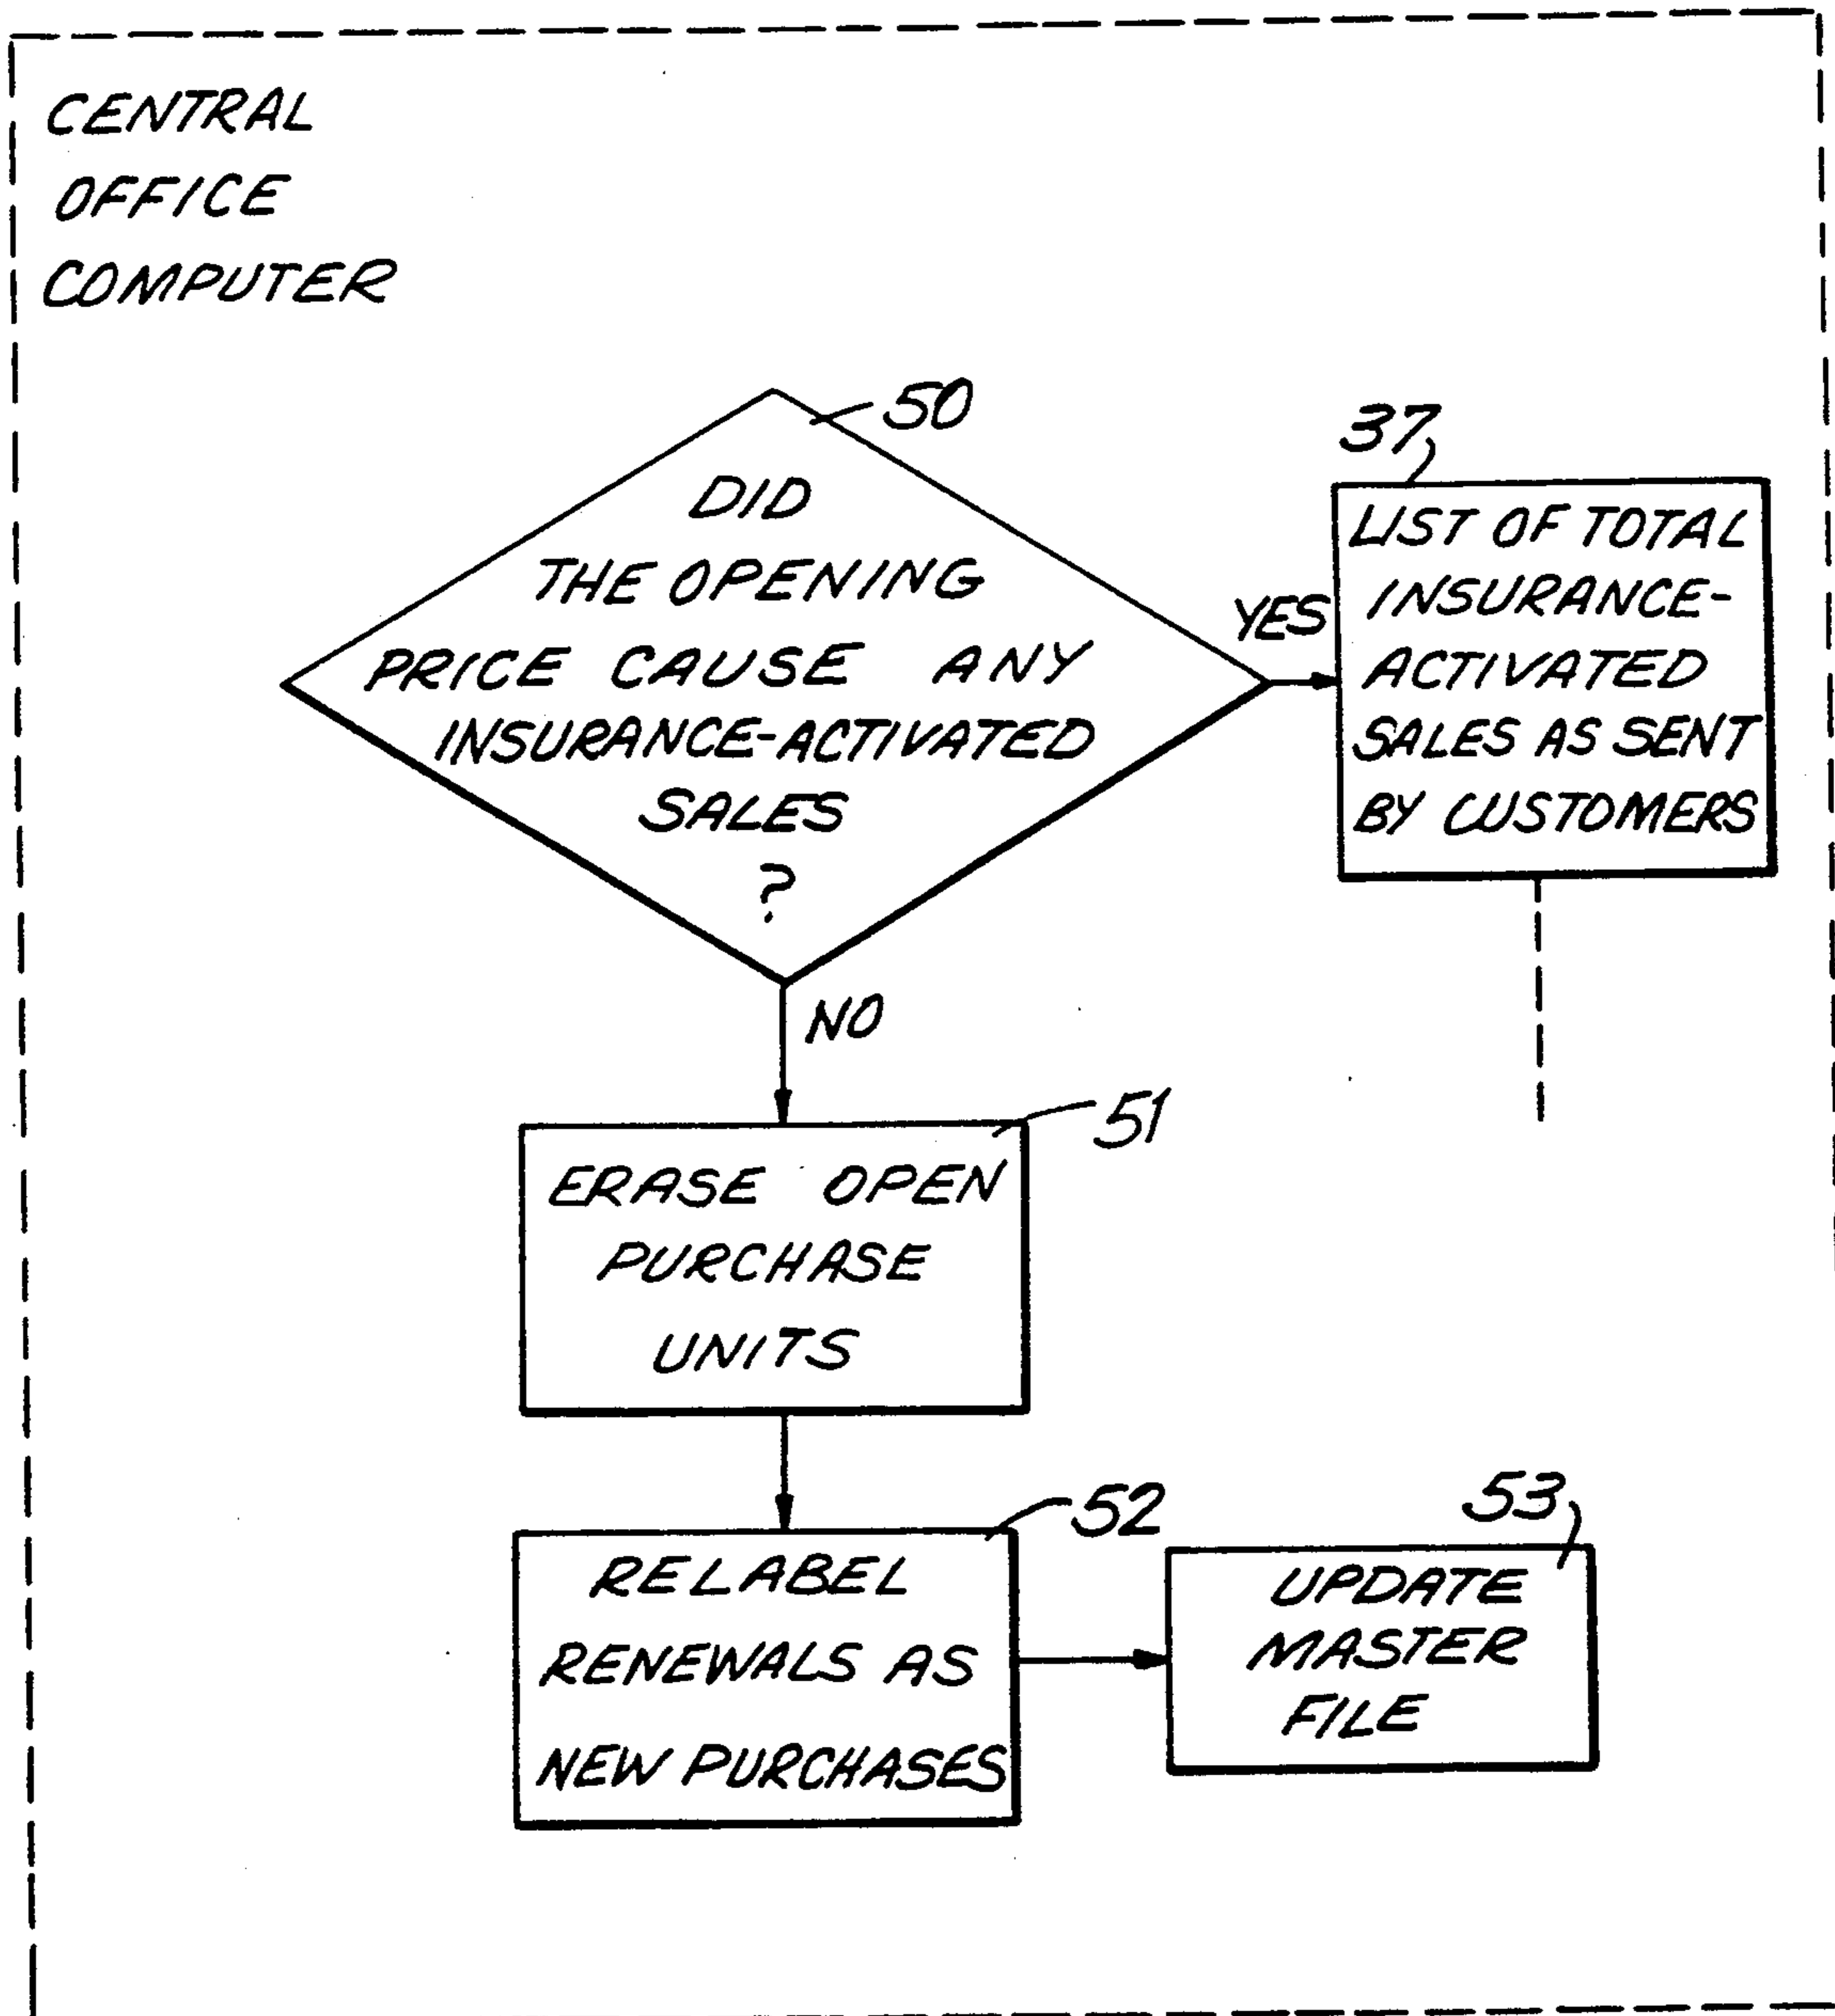 CENTRAL
OFFICE
COMPUTER
50
DID
THE OPENING
PRICE CAUSE ANY
INSURANCE-ACTIVATED
SALES
?
YES
37
LIST OF TOTAL
INSURANCE-
ACTIVATED
SALES AS SENT
BY CUSTOMERS
NO
51
ERASE OPEN
PURCHASE
UNITS
52
RELABEL
RENEWALS AS
NEW PURCHASES
53
UPDATE
MASTER
FILE